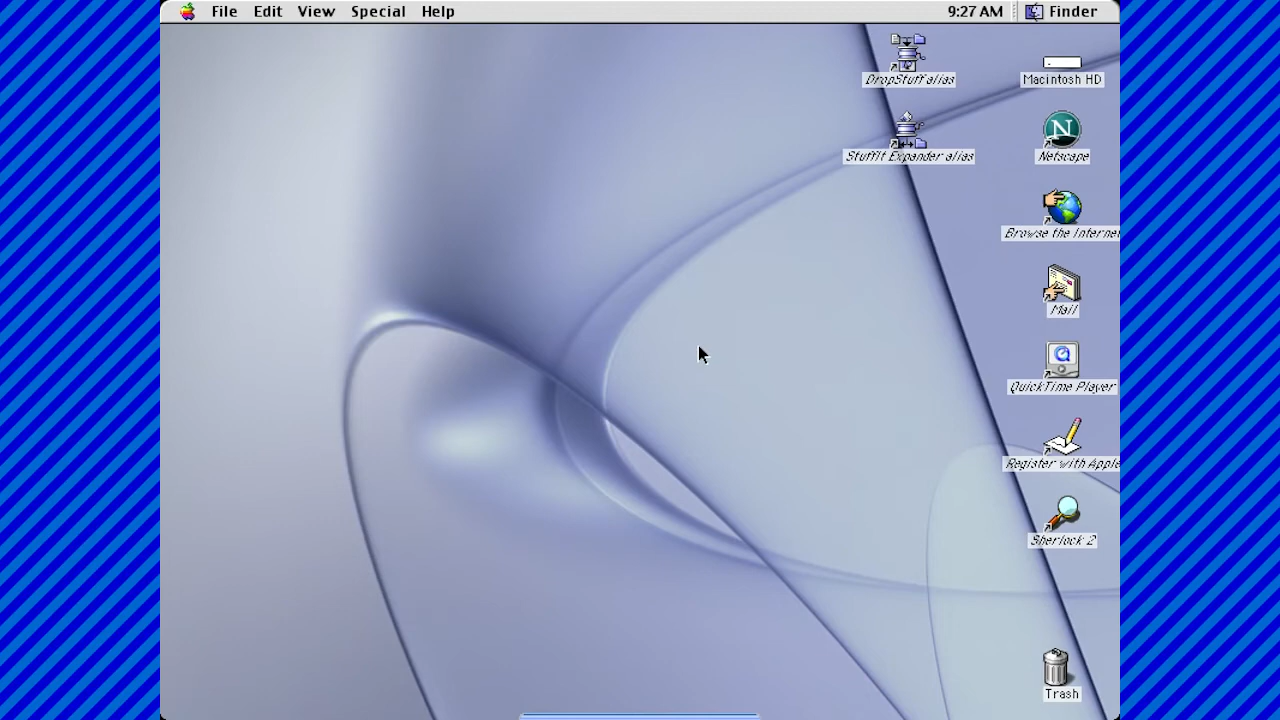 File Edit View Special Help 9:27 AM Finder
DropStuff alias
Macintosh HD
StuffIt Expander alias
Netscape
Browse the Internet
Mail
QuickTime Player
Register with Apple
Sherlock 2
Trash